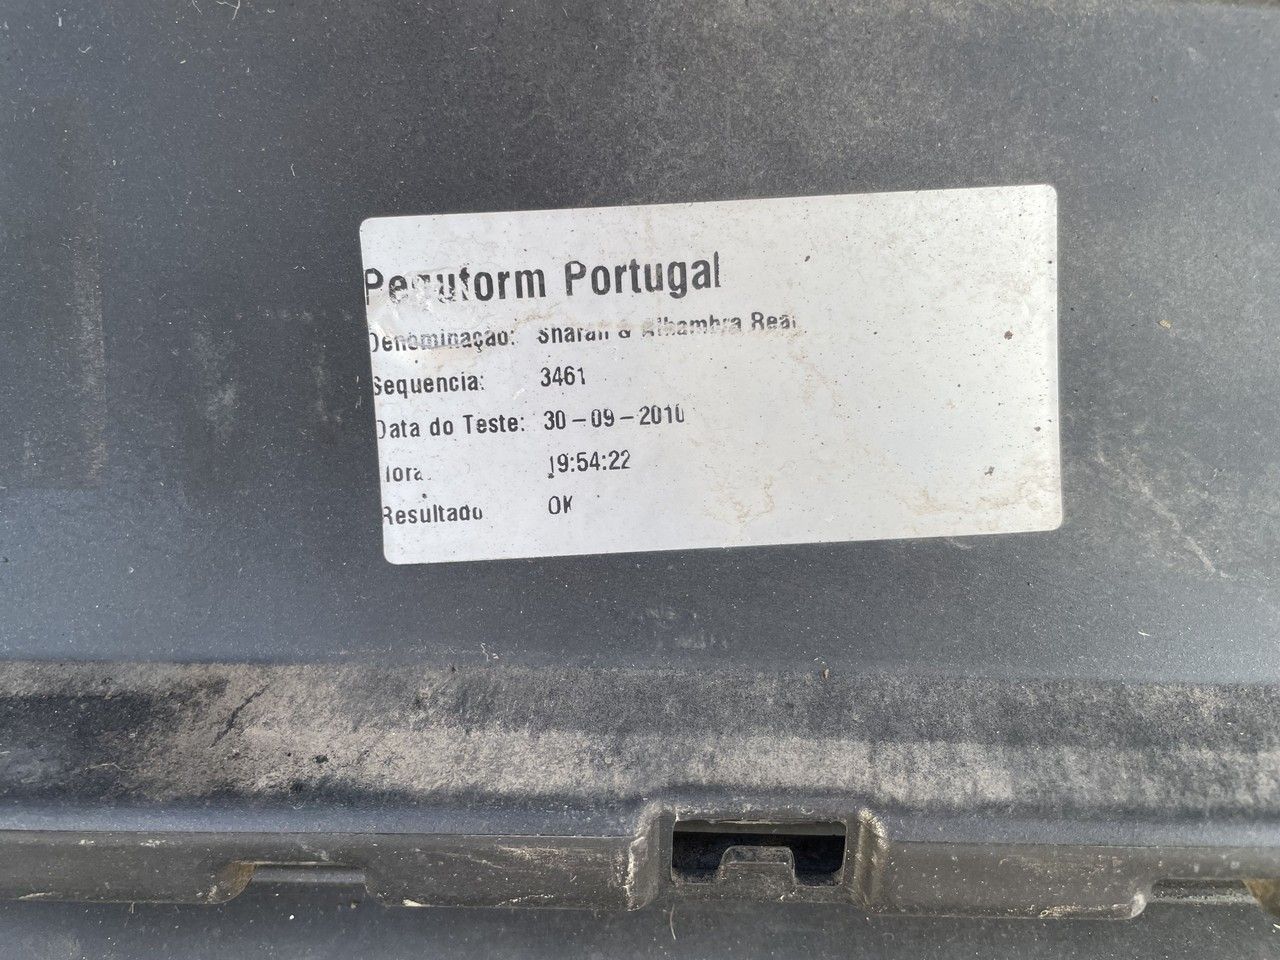 Peguform Portugal
Denominação: Sharan & Alhambra Rear
Sequencia: 3461
Data do Teste: 30-09-2010
Hora: 19:54:22
Resultado OK